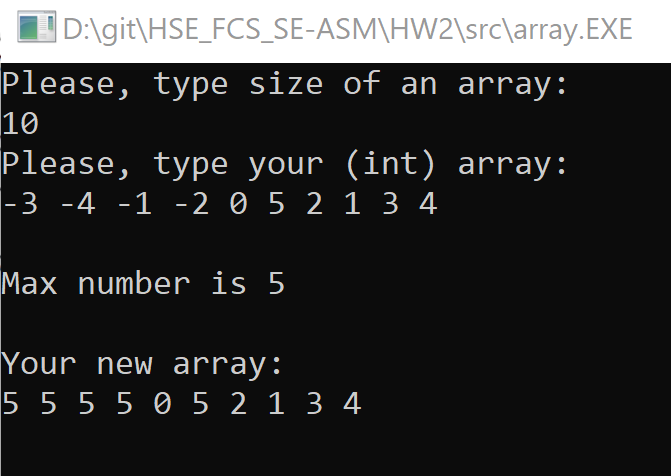 D:\git\HSE_FCS_SE-ASM\HW2\src\array.EXE
Please, type size of an array:
10
Please, type your (int) array:
-3 -4 -1 -2 0 5 2 1 3 4
Max number is 5
Your new array:
5 5 5 5 0 5 2 1 3 4